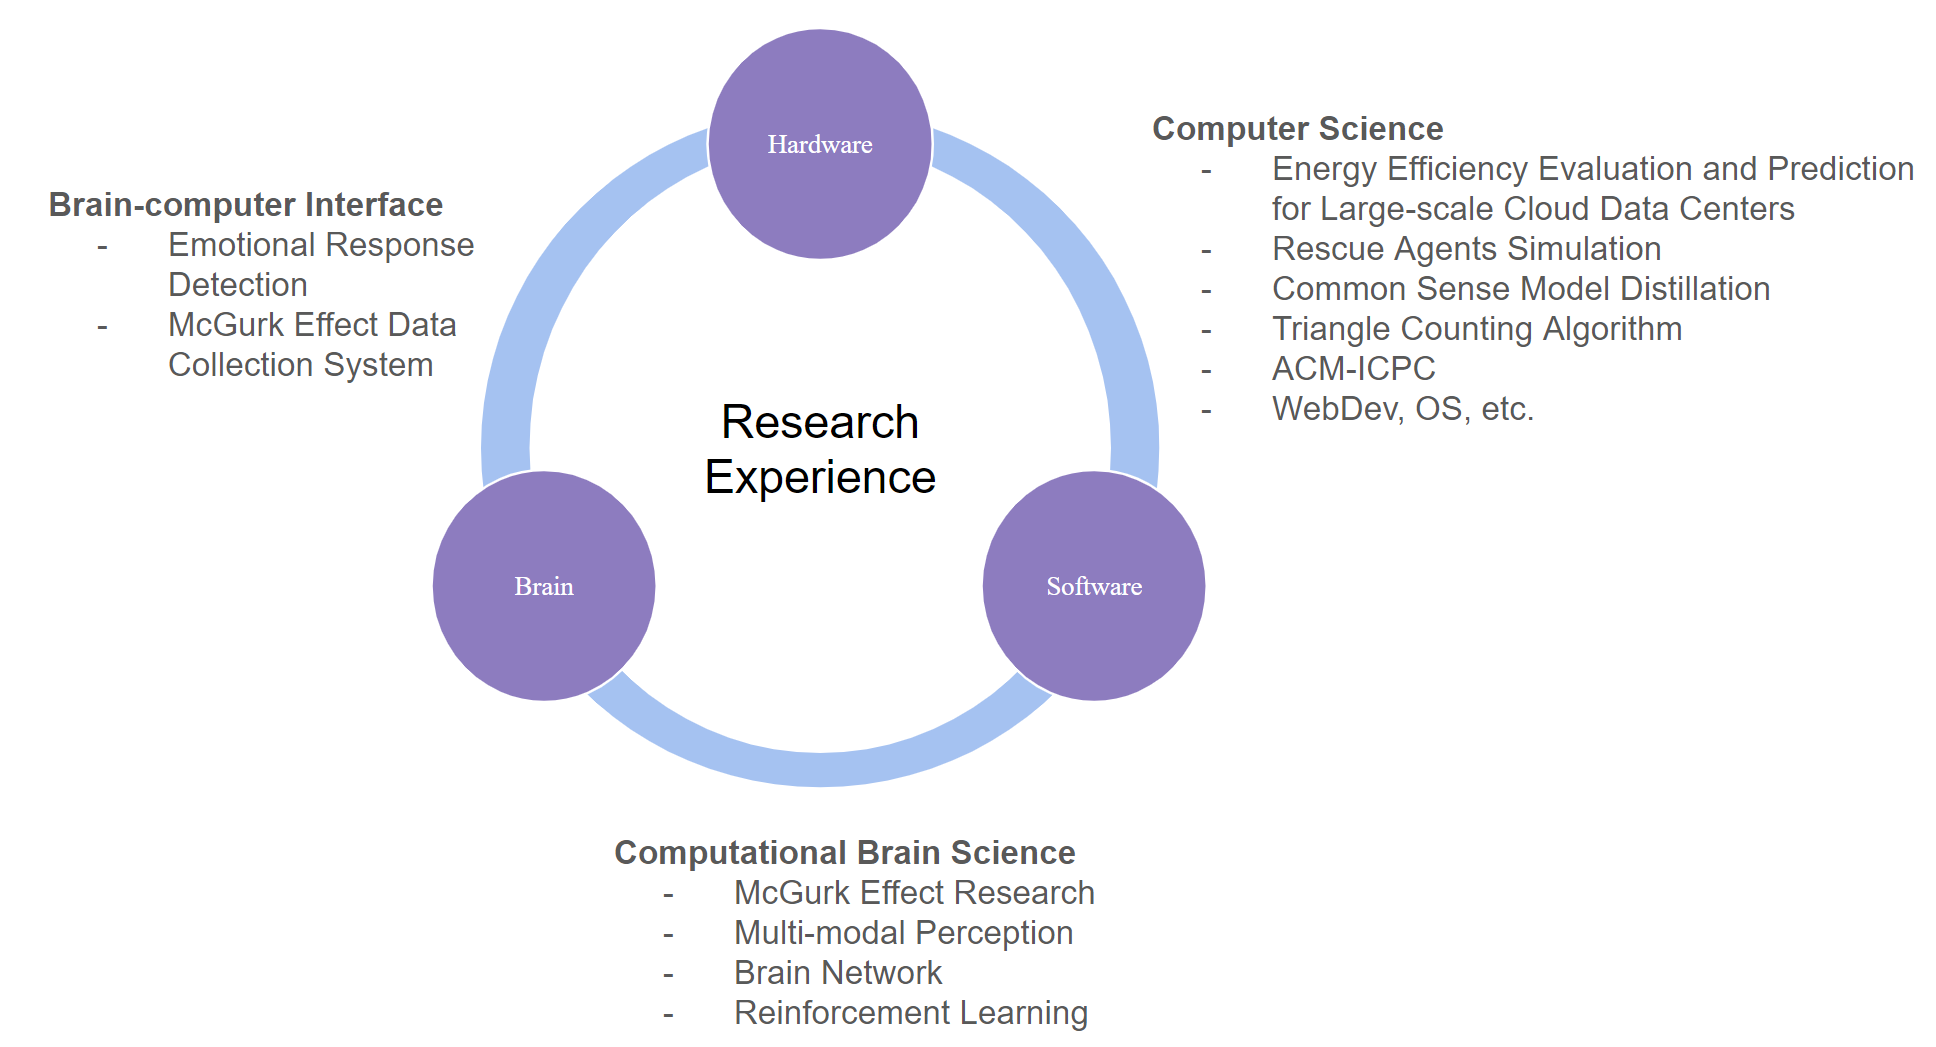 Hardware
Computer Science
- Energy Efficiency Evaluation and Prediction
for Large-scale Cloud Data Centers
- Rescue Agents Simulation
- Common Sense Model Distillation
- Triangle Counting Algorithm
- ACM-ICPC
- WebDev, OS, etc.
Brain-computer Interface
- Emotional Response
Detection
- McGurk Effect Data
Collection System
Research
Experience
Brain
Software
Computational Brain Science
- McGurk Effect Research
- Multi-modal Perception
- Brain Network
- Reinforcement Learning